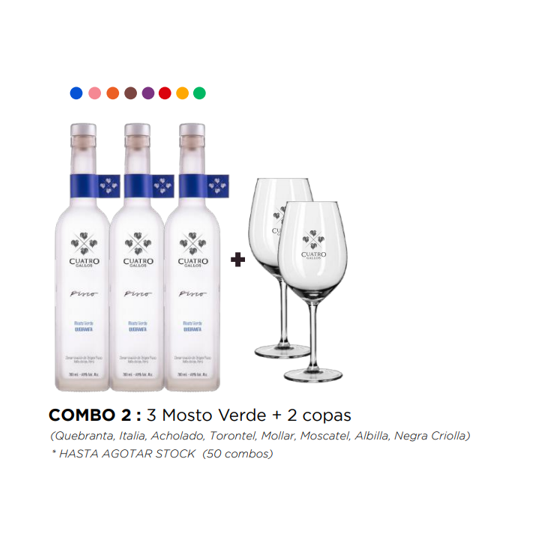 CUATRO
GALLOS
Pisco
Mosto Verde
QUEBRANTA
CUATRO
GALLOS
Pisco
Mosto Verde
QUEBRANTA
CUATRO
GALLOS
Pisco
Mosto Verde
QUEBRANTA
+
CUATRO
CUATRO
GALLOS
COMBO 2 : 3 Mosto Verde + 2 copas
(Quebranta, Italia, Acholado, Torontel, Mollar, Moscatel, Albilla, Negra Criolla)
* HASTA AGOTAR STOCK (50 combos)